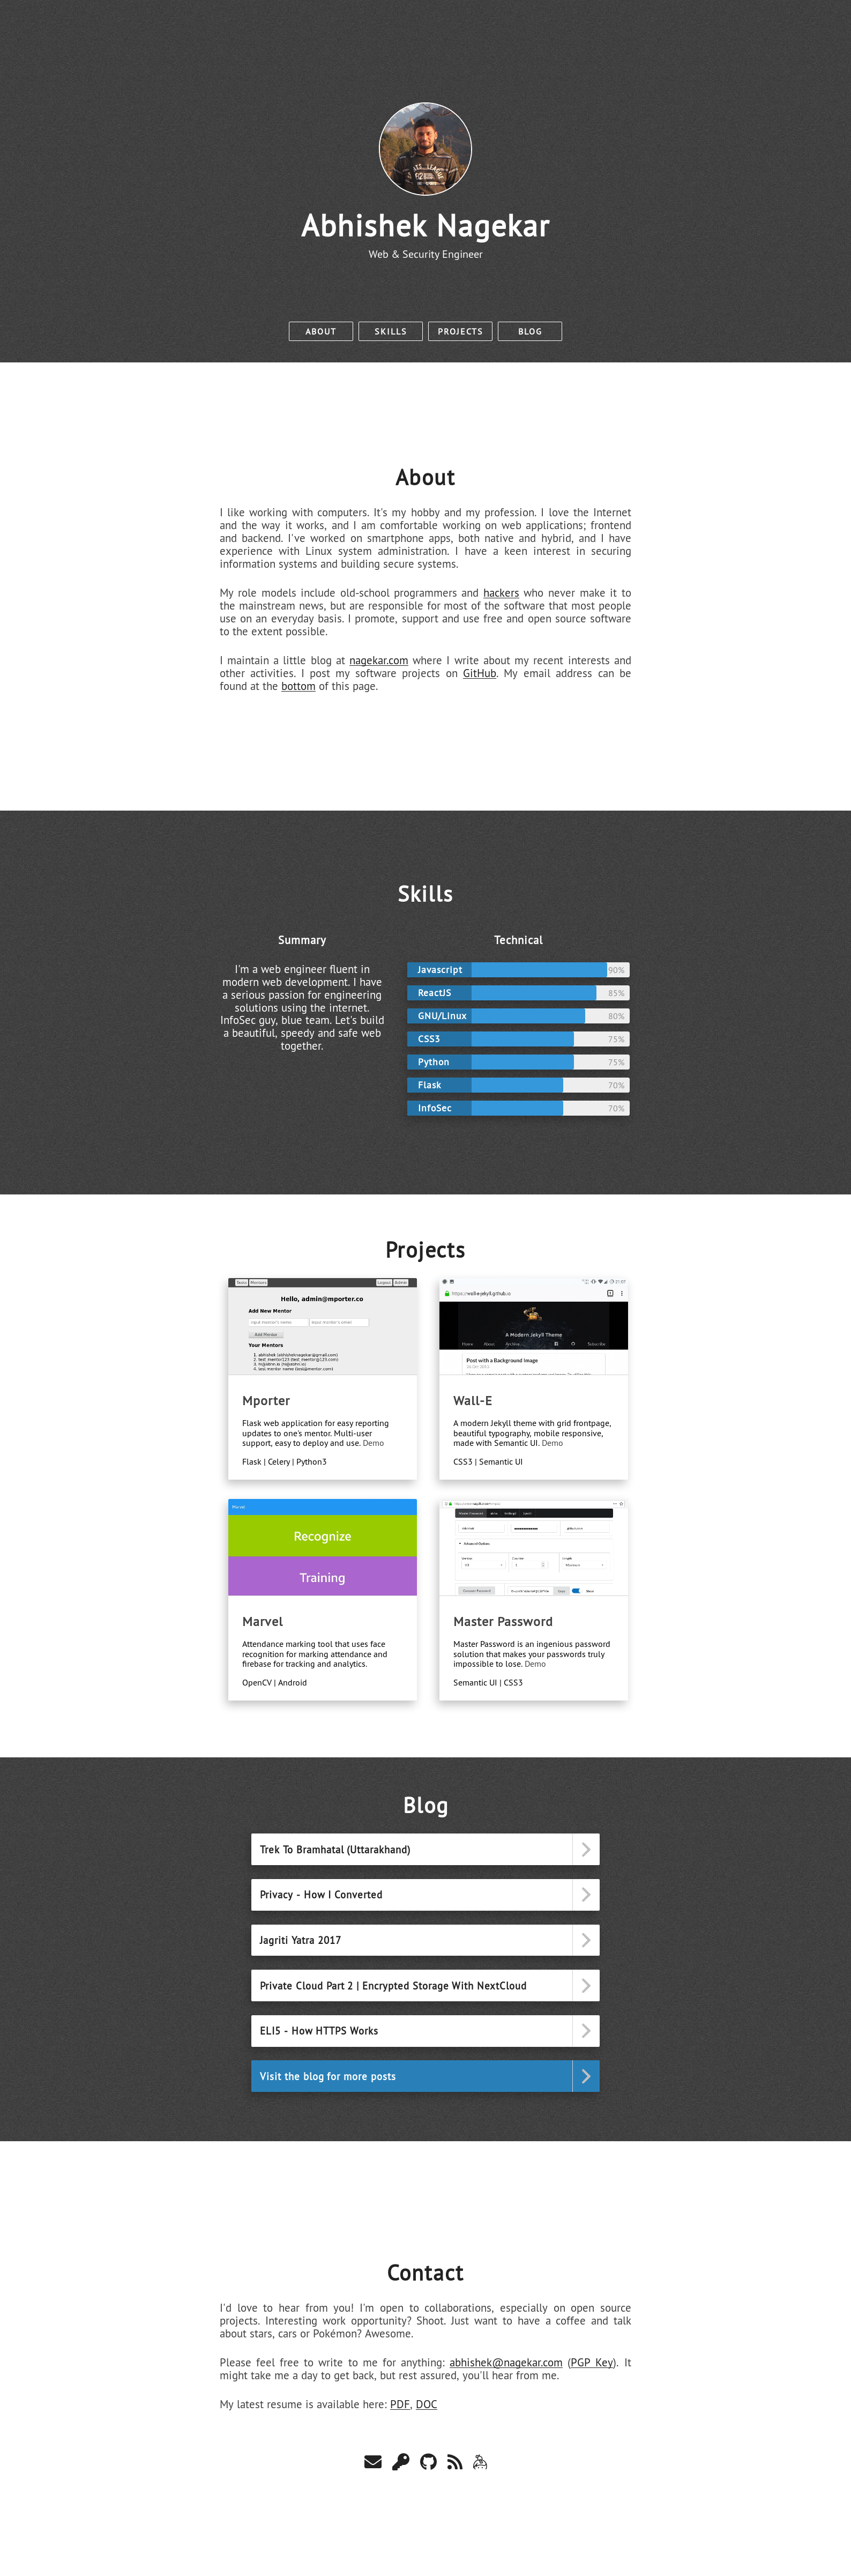 Abhishek Nagekar
Web & Security Engineer
ABOUT
SKILLS
PROJECTS
BLOG
About
I like working with computers. It's my hobby and my profession. I love the Internet
and the way it works, and I am comfortable working on web applications; frontend
and backend. I've worked on smartphone apps, both native and hybrid, and I have
experience with Linux system administration. I have a keen interest in securing
information systems and building secure systems.
My role models include old-school programmers and hackers who never make it to
the mainstream news, but are responsible for most of the software that most people
use on an everyday basis. I promote, support and use free and open source software
to the extent possible.
I maintain a little blog at nagekar.com where I write about my recent interests and
other activities. I post my software projects on GitHub. My email address can be
found at the bottom of this page.
Skills
Summary
I'm a web engineer fluent in
modern web development. I have
a serious passion for engineering
solutions using the internet.
InfoSec guy, blue team. Let's build
a beautiful, speedy and safe web
together.
Technical
Javascript 90%
ReactJS 85%
GNU/Linux 80%
CSS3 75%
Python 75%
Flask 70%
InfoSec 70%
Projects
Hello, admin@mporter.co
Add New Mentor
Add Mentor
Your Mentors
Mporter
Flask web application for easy reporting
updates to one's mentor. Multi-user
support, easy to deploy and use. Demo
Flask | Celery | Python3
A Modern Jekyll Theme
Home About Archive Subscribe
Post with a Background Image
Wall-E
A modern Jekyll theme with grid frontpage,
beautiful typography, mobile responsive,
made with Semantic UI. Demo
CSS3 | Semantic UI
Marvel
Recognize
Training
Marvel
Attendance marking tool that uses face
recognition for marking attendance and
firebase for tracking and analytics.
OpenCV | Android
Master Password
Master Password is an ingenious password
solution that makes your passwords truly
impossible to lose. Demo
Semantic UI | CSS3
Blog
Trek To Bramhatal (Uttarakhand)
Privacy - How I Converted
Jagriti Yatra 2017
Private Cloud Part 2 | Encrypted Storage With NextCloud
ELI5 - How HTTPS Works
Visit the blog for more posts
Contact
I'd love to hear from you! I'm open to collaborations, especially on open source
projects. Interesting work opportunity? Shoot. Just want to have a coffee and talk
about stars, cars or Pokémon? Awesome.
Please feel free to write to me for anything: abhishek@nagekar.com (PGP Key). It
might take me a day to get back, but rest assured, you'll hear from me.
My latest resume is available here: PDF, DOC